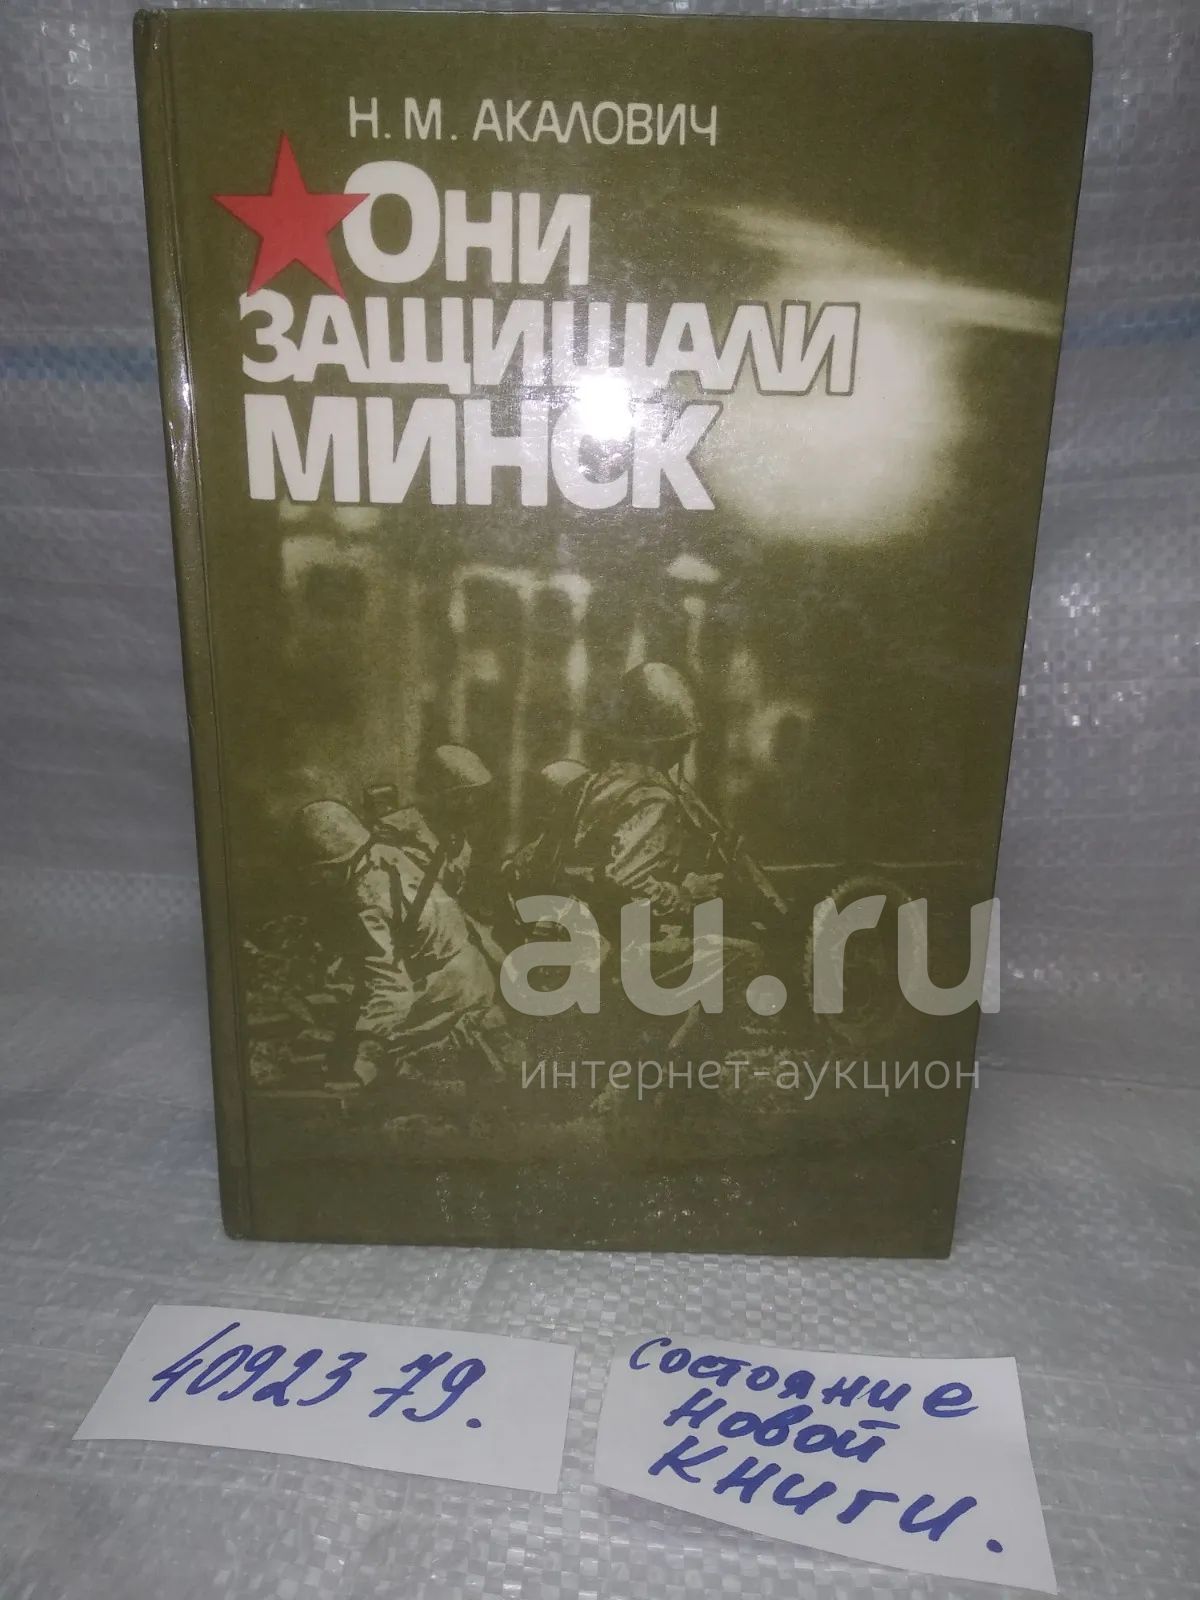 Н. М. АКАЛОВИЧ
ОНИ
ЗАЩИЩАЛИ
МИНСК
au.ru
интернет-аукцион
4092379.
Состояние
новой
книги.